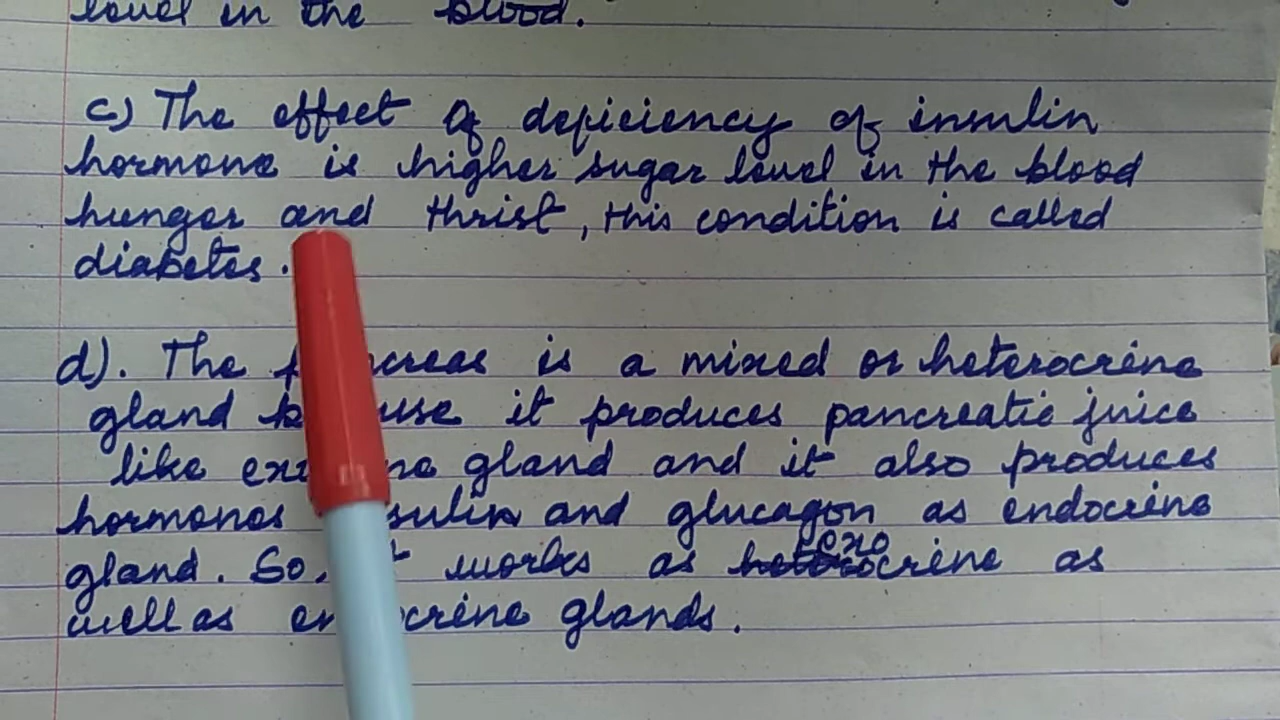 level in the blood.
c) The effect of deficiency of insulin
hormone is higher sugar level in the blood
hunger and thrist, this condition is called
diabetes.
d). The creas is a mixed or heterocrine
gland use it produces pancreatic juice
like gland and it also produces
hormones and glucagon as endocrine
gland. So, works as exocrine as
well as glands.